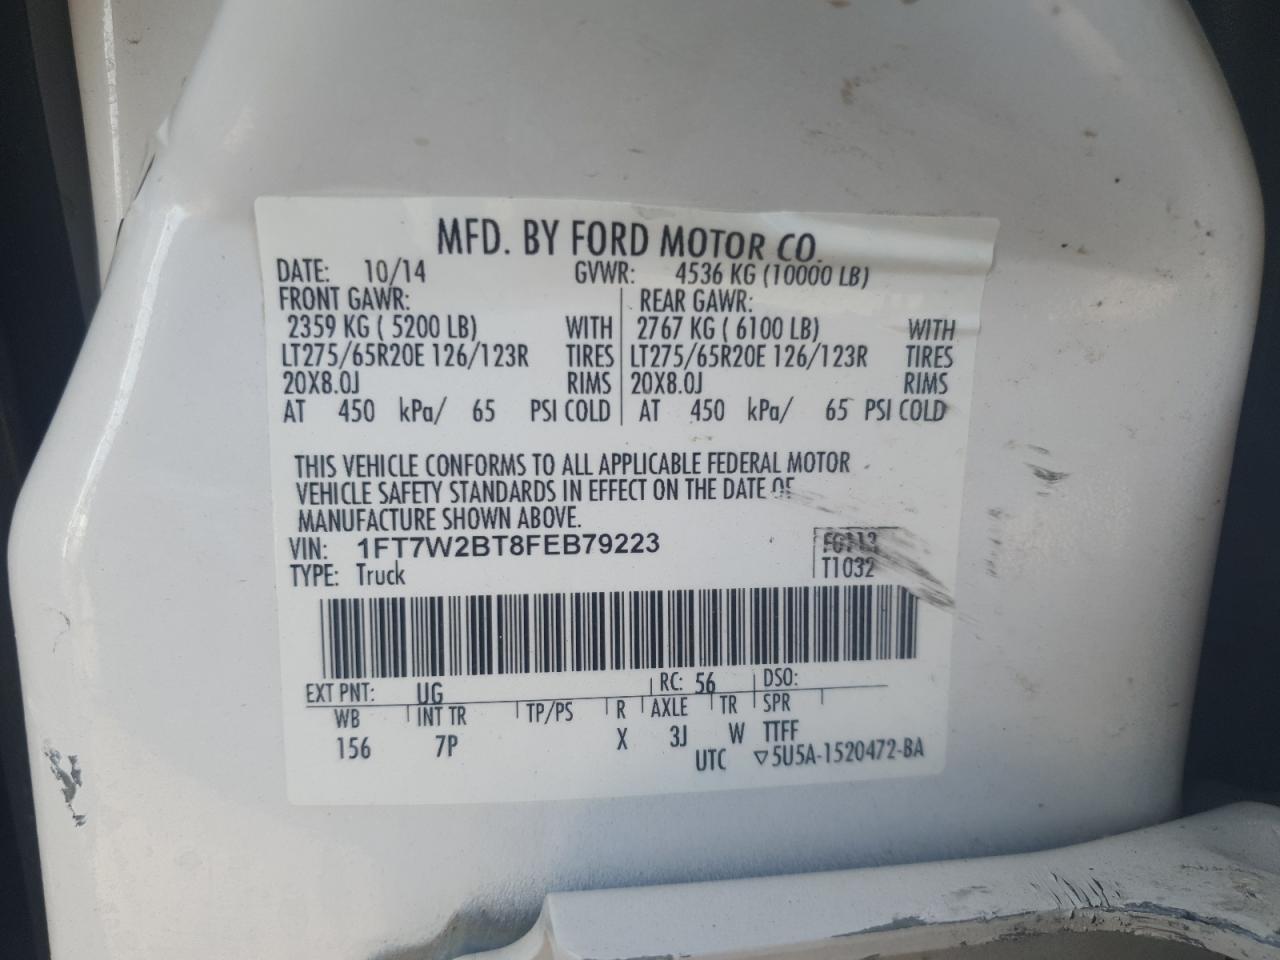 MFD. BY FORD MOTOR CO.
DATE: 10/14 GVWR: 4536 KG (10000 LB)
FRONT GAWR: REAR GAWR:
2359 KG ( 5200 LB) WITH 2767 KG ( 6100 LB) WITH
LT275/65R20E 126/123R TIRES LT275/65R20E 126/123R TIRES
20X8.0J RIMS 20X8.0J RIMS
AT 450 kPa/ 65 PSI COLD AT 450 kPa/ 65 PSI COLD
THIS VEHICLE CONFORMS TO ALL APPLICABLE FEDERAL MOTOR
VEHICLE SAFETY STANDARDS IN EFFECT ON THE DATE OF
MANUFACTURE SHOWN ABOVE.
VIN: 1FT7W2BT8FEB79223
TYPE: Truck T1032
EXT PNT: UG RC: 56 DSO:
WB INT TR TP/PS R AXLE TR SPR
156 7P X 3J W TTFF
UTC ▽5U5A-1520472-BA